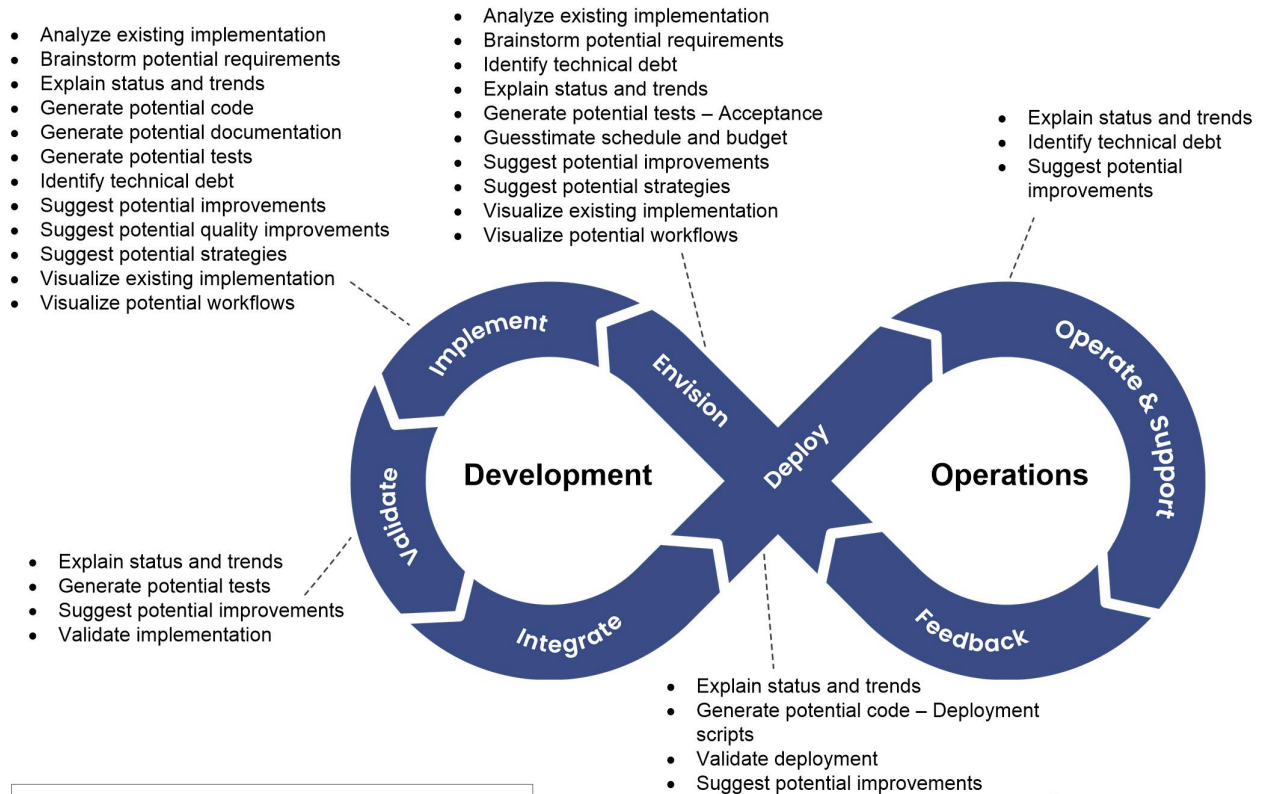 • Analyze existing implementation
• Brainstorm potential requirements
• Explain status and trends
• Generate potential code
• Generate potential documentation
• Generate potential tests
• Identify technical debt
• Suggest potential improvements
• Suggest potential quality improvements
• Suggest potential strategies
• Visualize existing implementation
• Visualize potential workflows
• Analyze existing implementation
• Brainstorm potential requirements
• Identify technical debt
• Explain status and trends
• Generate potential tests – Acceptance
• Guesstimate schedule and budget
• Suggest potential improvements
• Suggest potential strategies
• Visualize existing implementation
• Visualize potential workflows
• Explain status and trends
• Identify technical debt
• Suggest potential
improvements
Implement
Envision
Deploy
Operate & Support
Development
Operations
Validate
Integrate
Feedback
• Explain status and trends
• Generate potential tests
• Suggest potential improvements
• Validate implementation
• Explain status and trends
• Generate potential code – Deployment
scripts
• Validate deployment
• Suggest potential improvements